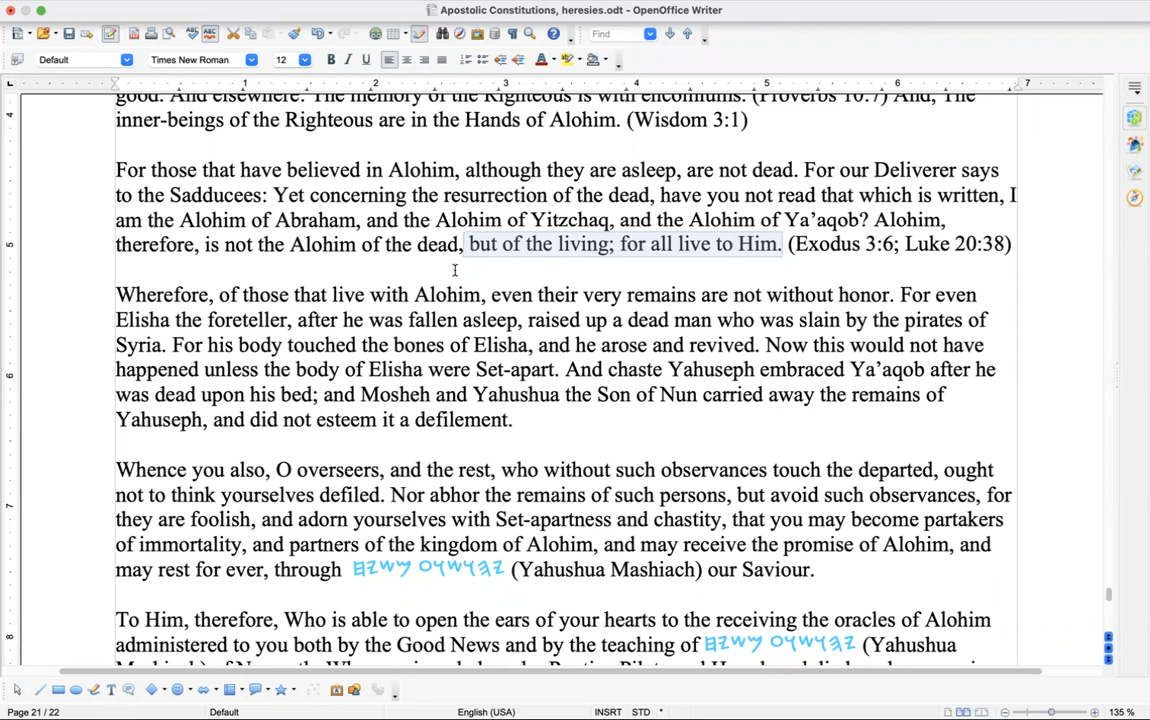 Apostolic Constitutions, heresies.odt - OpenOffice Writer
Find
Default
Times New Roman
12
1 2 3 4 5 6 7
good. And elsewhere: The memory of the Righteous is with encomiums. (Proverbs 10:7) And, The
inner-beings of the Righteous are in the Hands of Alohim. (Wisdom 3:1)
For those that have believed in Alohim, although they are asleep, are not dead. For our Deliverer says
to the Sadducees: Yet concerning the resurrection of the dead, have you not read that which is written, I
am the Alohim of Abraham, and the Alohim of Yitzchaq, and the Alohim of Ya’aqob? Alohim,
therefore, is not the Alohim of the dead, but of the living; for all live to Him. (Exodus 3:6; Luke 20:38)
Wherefore, of those that live with Alohim, even their very remains are not without honor. For even
Elisha the foreteller, after he was fallen asleep, raised up a dead man who was slain by the pirates of
Syria. For his body touched the bones of Elisha, and he arose and revived. Now this would not have
happened unless the body of Elisha were Set-apart. And chaste Yahuseph embraced Ya’aqob after he
was dead upon his bed; and Mosheh and Yahushua the Son of Nun carried away the remains of
Yahuseph, and did not esteem it a defilement.
Whence you also, O overseers, and the rest, who without such observances touch the departed, ought
not to think yourselves defiled. Nor abhor the remains of such persons, but avoid such observances, for
they are foolish, and adorn yourselves with Set-apartness and chastity, that you may become partakers
of immortality, and partners of the kingdom of Alohim, and may receive the promise of Alohim, and
may rest for ever, through (Yahushua Mashiach) our Saviour.
To Him, therefore, Who is able to open the ears of your hearts to the receiving the oracles of Alohim
administered to you both by the Good News and by the teaching of (Yahushua
Page 21 / 22
Default
English (USA)
INSRT STD *
135 %